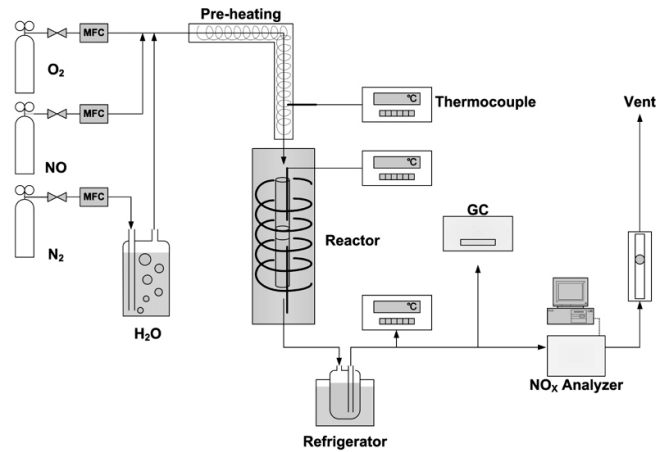 Pre-heating
MFC
O2
°C
Thermocouple
Vent
MFC
NO
°C
GC
MFC
Reactor
N2
°C
H2O
NOX Analyzer
Refrigerator